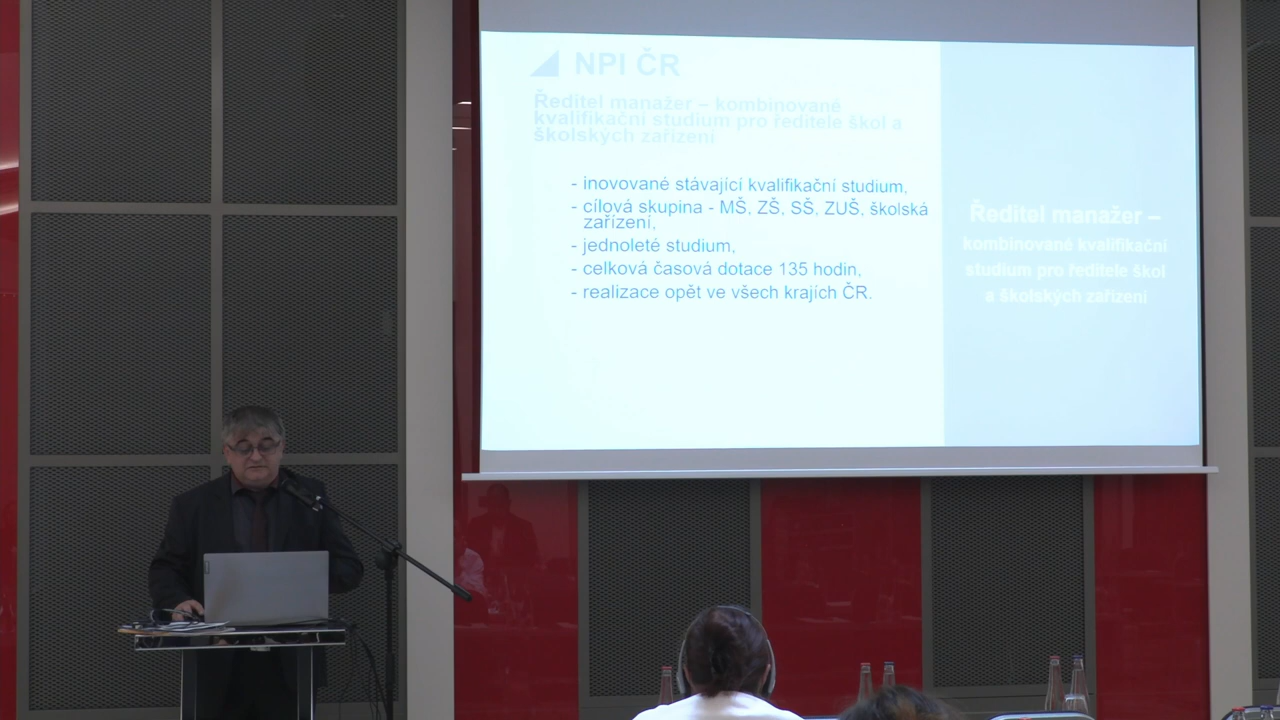 NPI ČR
Ředitel manažer – kombinované
kvalifikační studium pro ředitele škol a
školských zařízení
- inovované stávající kvalifikační studium,
- cílová skupina - MŠ, ZŠ, SŠ, ZUŠ, školská
zařízení,
- jednoleté studium,
- celková časová dotace 135 hodin,
- realizace opět ve všech krajích ČR.
Ředitel manažer –
kombinované kvalifikační
studium pro ředitele škol
a školských zařízení